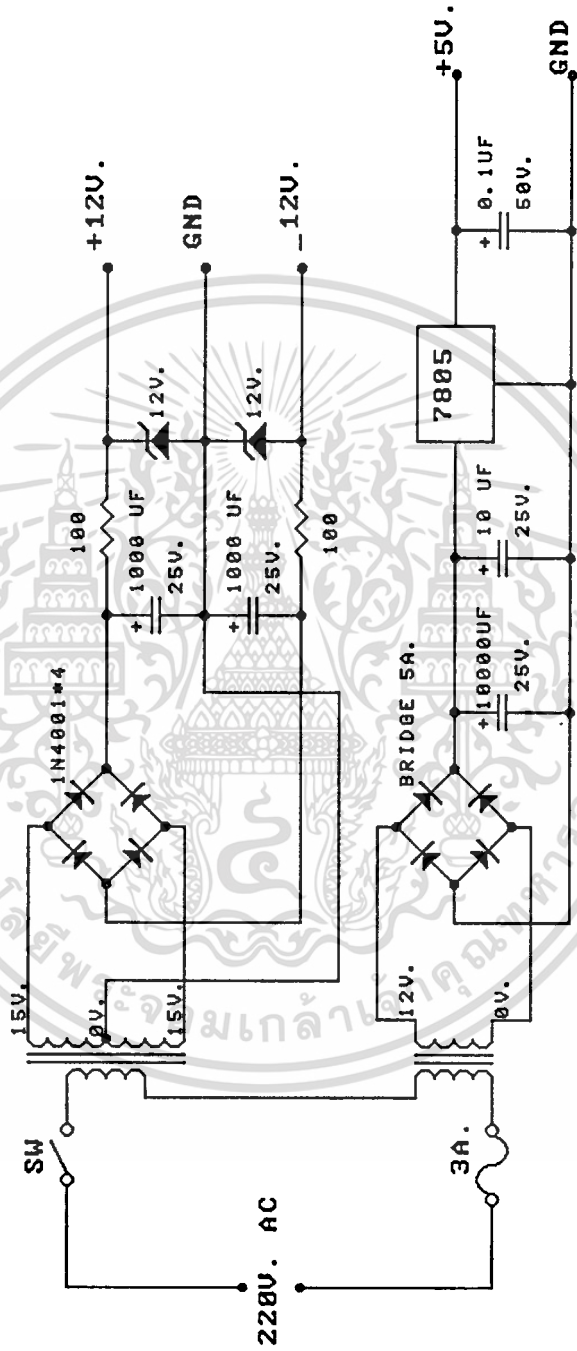 220V. AC
SW
3A.
15V.
0V.
15V.
12V.
0V.
1N4001*4
BRIDGE 5A.
+ 1000 UF
25V.
+ 1000 UF
25V.
100
100
12V.
12V.
+12V.
GND
-12V.
+10000UF
25V.
+ 10 UF
25V.
7805
+ 0.1UF
50V.
+5V.
GND